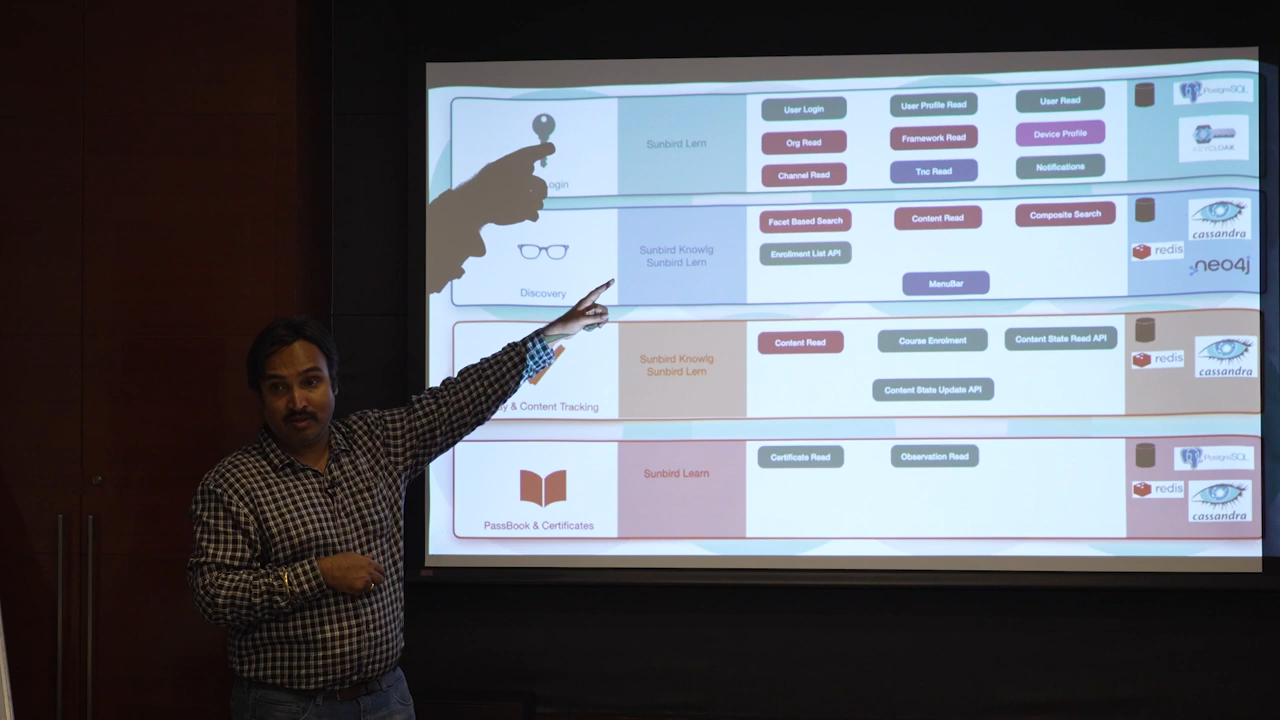 Sunbird Lern
User Login
User Profile Read
User Read
Org Read
Framework Read
Device Profile
Channel Read
Tnc Read
Notifications
PostgreSQL
KEYCLOAK
Discovery
Sunbird Knowlg
Sunbird Lern
Facet Based Search
Content Read
Composite Search
Enrollment List API
MenuBar
cassandra
redis
neo4j
& Content Tracking
Sunbird Knowlg
Sunbird Lern
Content Read
Course Enrolment
Content State Read API
Content State Update API
redis
cassandra
PassBook & Certificates
Sunbird Learn
Certificate Read
Observation Read
PostgreSQL
redis
cassandra